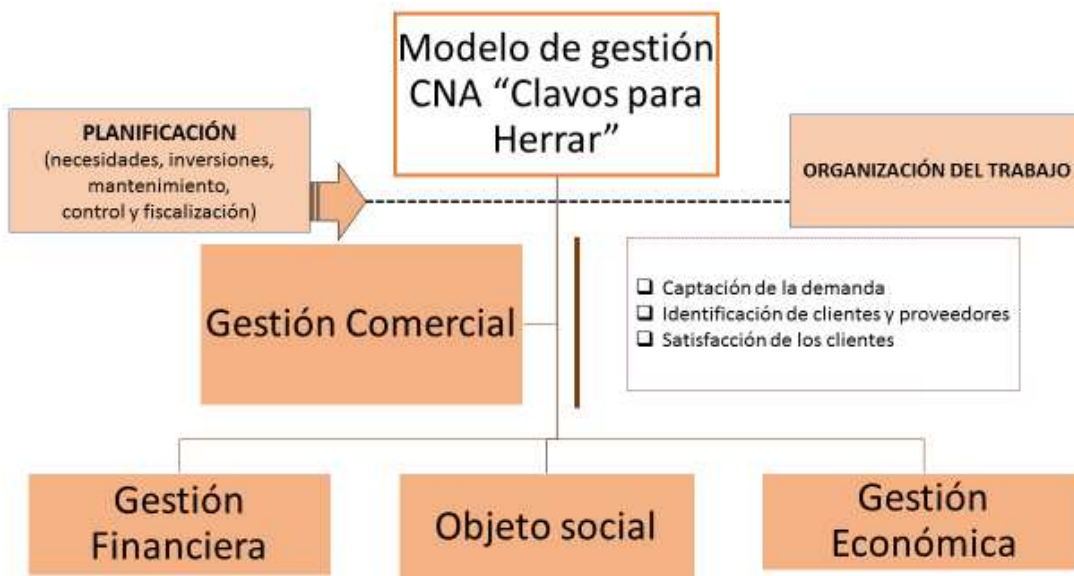 Modelo de gestión
CNA “Clavos para
Herrar”
PLANIFICACIÓN
(necesidades, inversiones,
mantenimiento,
control y fiscalización)
ORGANIZACIÓN DEL TRABAJO
Gestión Comercial
❑ Captación de la demanda
❑ Identificación de clientes y proveedores
❑ Satisfacción de los clientes
Gestión
Financiera
Objeto social
Gestión
Económica